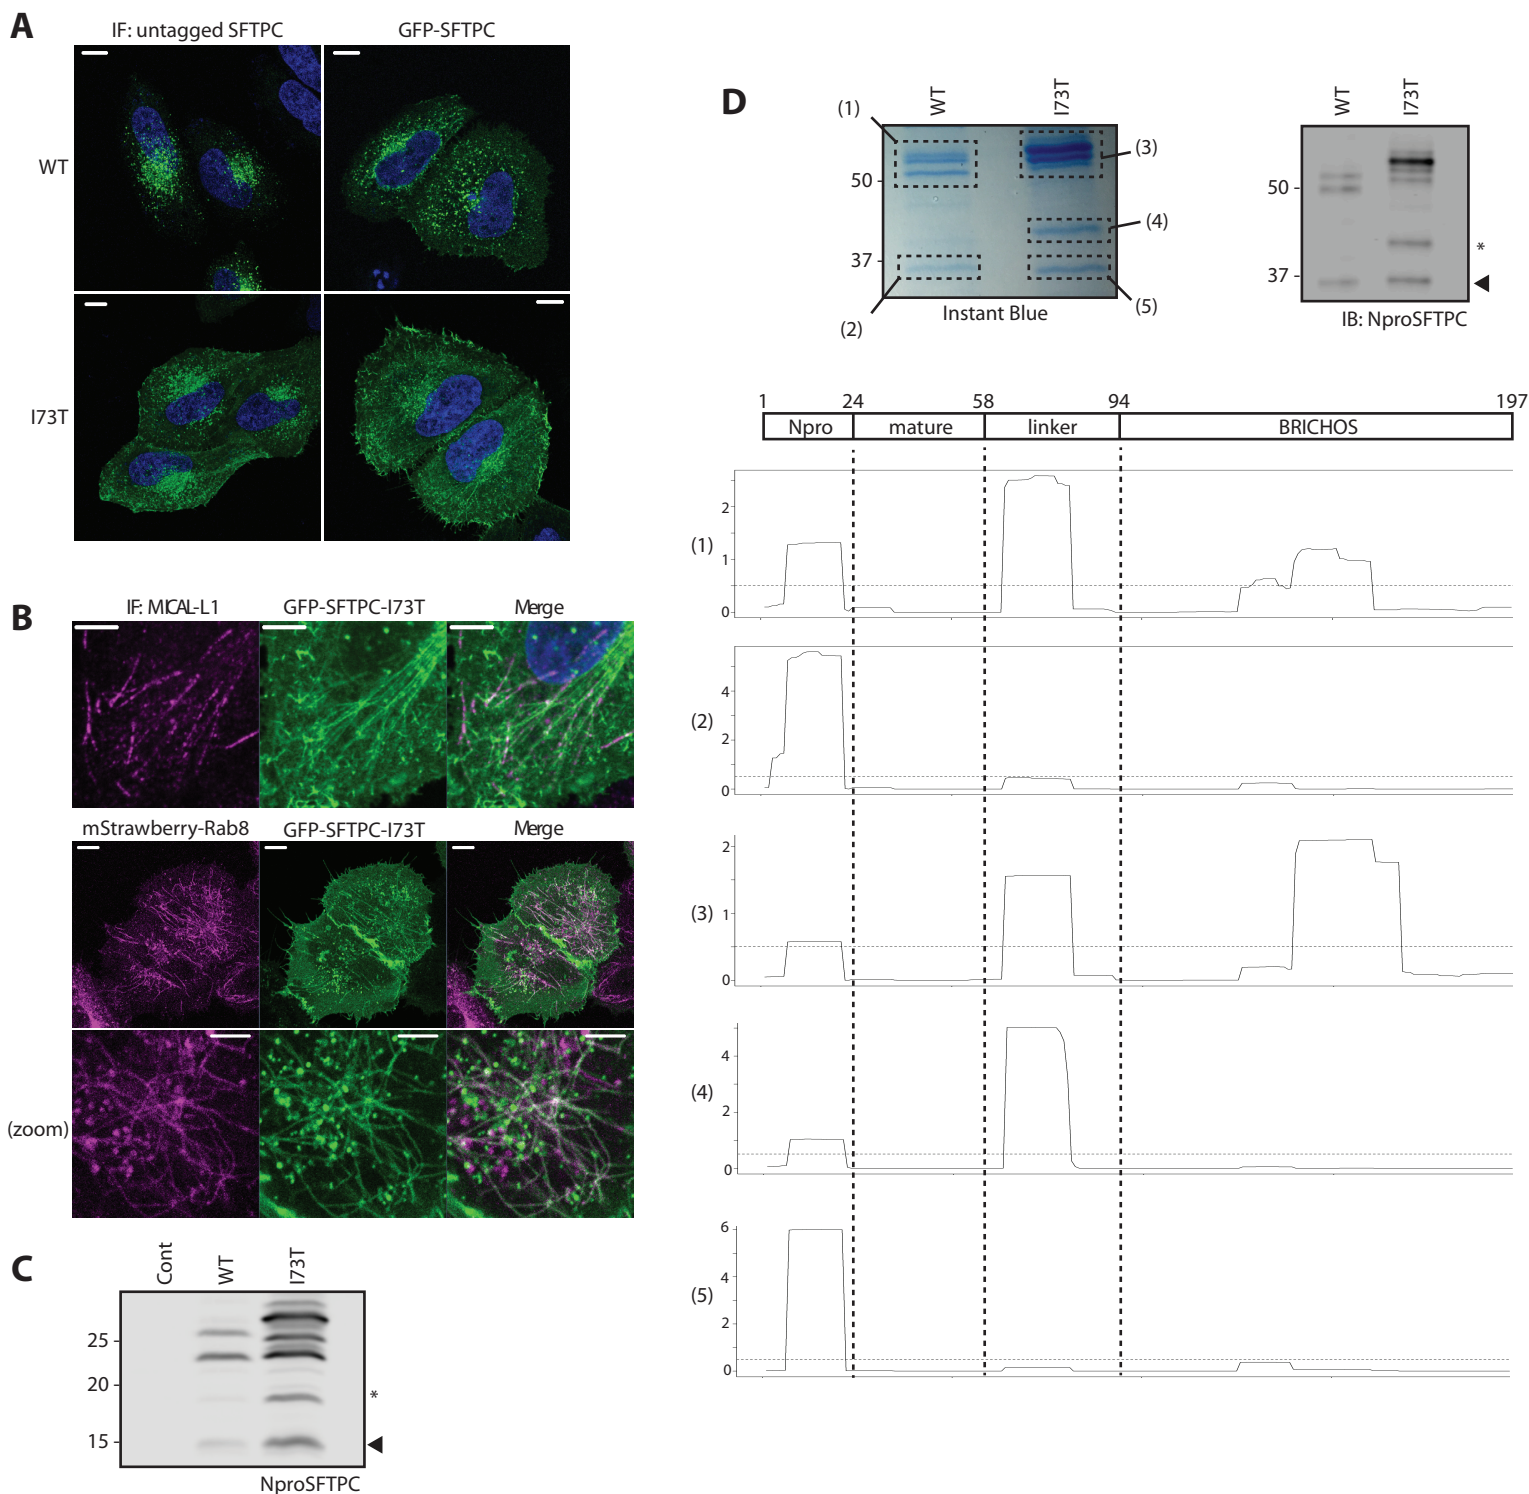 A
IF: untagged SFTPC
GFP-SFTPC
WT
I73T
B
IF: MICAL-L1
GFP-SFTPC-I73T
Merge
mStrawberry-Rab8
GFP-SFTPC-I73T
Merge
(zoom)
C
Cont
WT
I73T
25
20
*
15
NproSFTPC
D
WT
I73T
(1)
(3)
50
(4)
37
(5)
(2)
Instant Blue
WT
I73T
50
*
37
IB: NproSFTPC
1 24 58 94 197
Npro mature linker BRICHOS
(1)
2
1
0
(2)
4
2
0
(3)
2
1
0
(4)
4
2
0
(5)
6
4
2
0